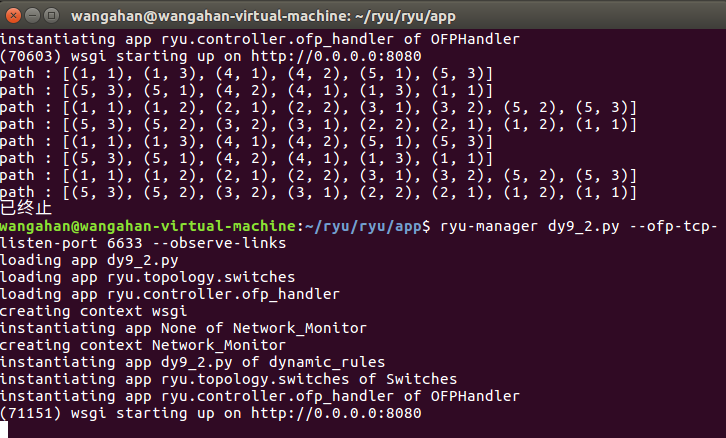 wangahan@wangahan-virtual-machine: ~/ryu/ryu/app
instantiating app ryu.controller.ofp_handler of OFPHandler
(70603) wsgi starting up on http://0.0.0.0:8080
path : [(1, 1), (1, 3), (4, 1), (4, 2), (5, 1), (5, 3)]
path : [(5, 3), (5, 1), (4, 2), (4, 1), (1, 3), (1, 1)]
path : [(1, 1), (1, 2), (2, 1), (2, 2), (3, 1), (3, 2), (5, 2), (5, 3)]
path : [(5, 3), (5, 2), (3, 2), (3, 1), (2, 2), (2, 1), (1, 2), (1, 1)]
path : [(1, 1), (1, 3), (4, 1), (4, 2), (5, 1), (5, 3)]
path : [(5, 3), (5, 1), (4, 2), (4, 1), (1, 3), (1, 1)]
path : [(1, 1), (1, 2), (2, 1), (2, 2), (3, 1), (3, 2), (5, 2), (5, 3)]
path : [(5, 3), (5, 2), (3, 2), (3, 1), (2, 2), (2, 1), (1, 2), (1, 1)]
已终止
wangahan@wangahan-virtual-machine:~/ryu/ryu/app$ ryu-manager dy9_2.py --ofp-tcp-
listen-port 6633 --observe-links
loading app dy9_2.py
loading app ryu.topology.switches
loading app ryu.controller.ofp_handler
creating context wsgi
instantiating app None of Network_Monitor
creating context Network_Monitor
instantiating app dy9_2.py of dynamic_rules
instantiating app ryu.topology.switches of Switches
instantiating app ryu.controller.ofp_handler of OFPHandler
(71151) wsgi starting up on http://0.0.0.0:8080